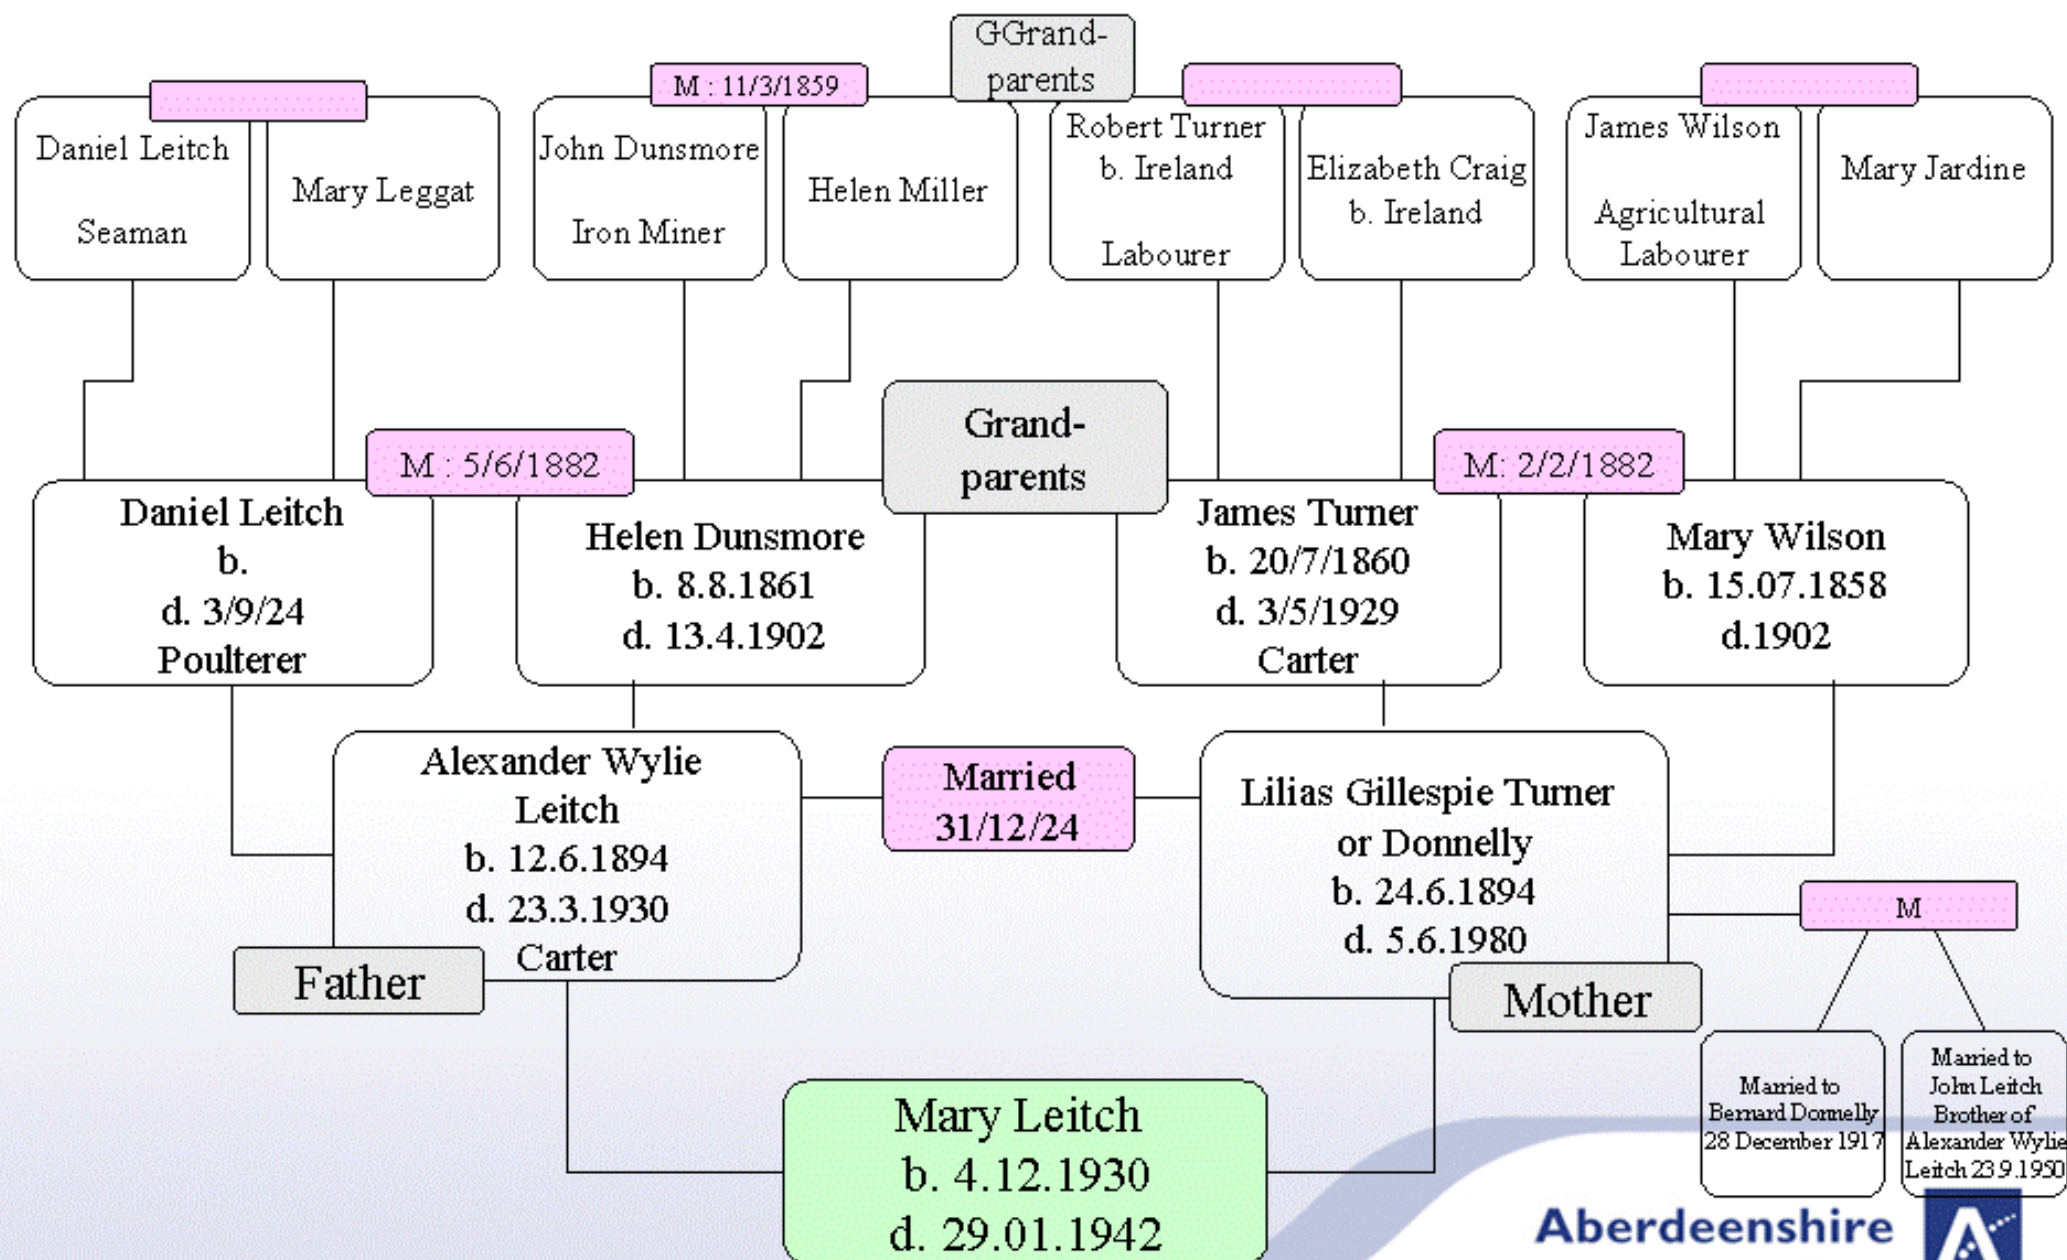 GGrand-
parents
M : 11/3/1859
Daniel Leitch
Seaman
Mary Leggat
John Dunsmore
Iron Miner
Helen Miller
Robert Turner
b. Ireland
Labourer
Elizabeth Craig
b. Ireland
James Wilson
Agricultural
Labourer
Mary Jardine
Grand-
parents
M : 5/6/1882
M: 2/2/1882
Daniel Leitch
b.
d. 3/9/24
Poulterer
Helen Dunsmore
b. 8.8.1861
d. 13.4.1902
James Turner
b. 20/7/1860
d. 3/5/1929
Carter
Mary Wilson
b. 15.07.1858
d.1902
Alexander Wylie
Leitch
b. 12.6.1894
d. 23.3.1930
Carter
Father
Married
31/12/24
Lilias Gillespie Turner
or Donnelly
b. 24.6.1894
d. 5.6.1980
Mother
M
Married to
Bernard Donnelly
28 December 1917
Married to
John Leitch
Brother of
Alexander Wylie
Leitch 23.9.1950
Mary Leitch
b. 4.12.1930
d. 29.01.1942
Aberdeenshire